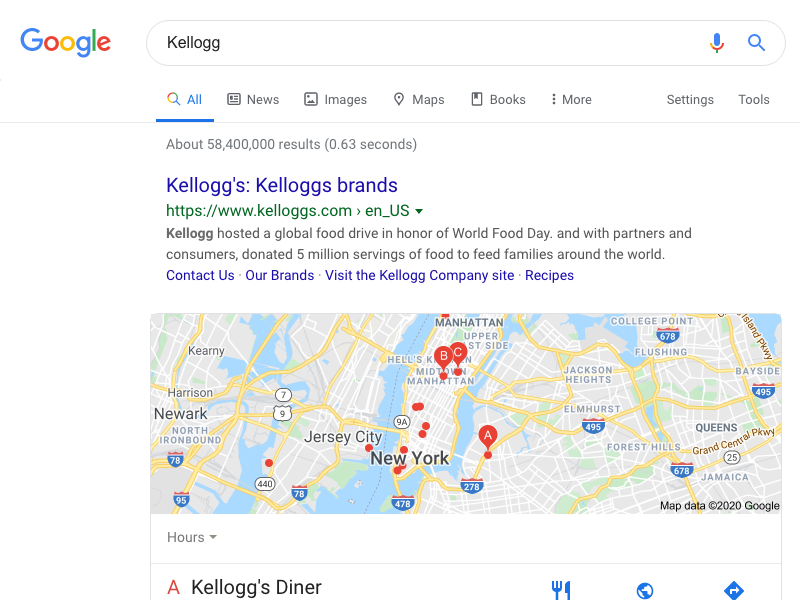 Google
Kellogg
All
News
Images
Maps
Books
More
Settings
Tools
About 58,400,000 results (0.63 seconds)
Kellogg's: Kelloggs brands
https://www.kelloggs.com › en_US
Kellogg hosted a global food drive in honor of World Food Day. and with partners and
consumers, donated 5 million servings of food to feed families around the world.
Contact Us · Our Brands · Visit the Kellogg Company site · Recipes
MANHATTAN
COLLEGE POINT
Island Pkwy
UPPER
678
Kearny
FLUSHING
B
C
HELL'S
MIDTOWN
MANHATTAN
JACKSON
HEIGHTS
BAYSIDE
Harrison
7
495
Newark
9
ELMHURST
9A
495
QUEENS
NORTH
IRONBOUND
Jersey City
A
FOREST HILLS
Grand Central Pkwy
78
New York
25
678
JAMAICA
440
78
278
95
478
Map data ©2020 Google
Hours
A Kellogg's Diner